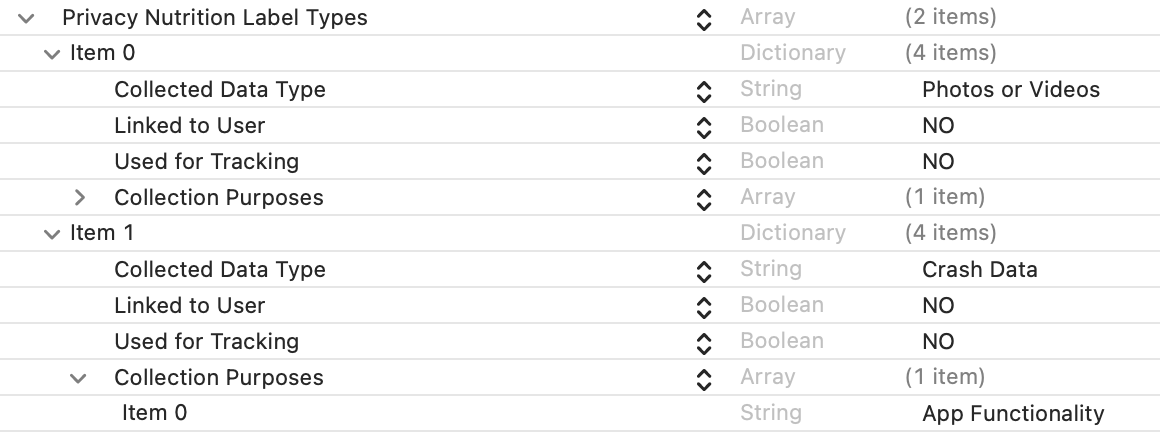 Privacy Nutrition Label Types Array (2 items)
Item 0 Dictionary (4 items)
Collected Data Type String Photos or Videos
Linked to User Boolean NO
Used for Tracking Boolean NO
Collection Purposes Array (1 item)
Item 1 Dictionary (4 items)
Collected Data Type String Crash Data
Linked to User Boolean NO
Used for Tracking Boolean NO
Collection Purposes Array (1 item)
Item 0 String App Functionality